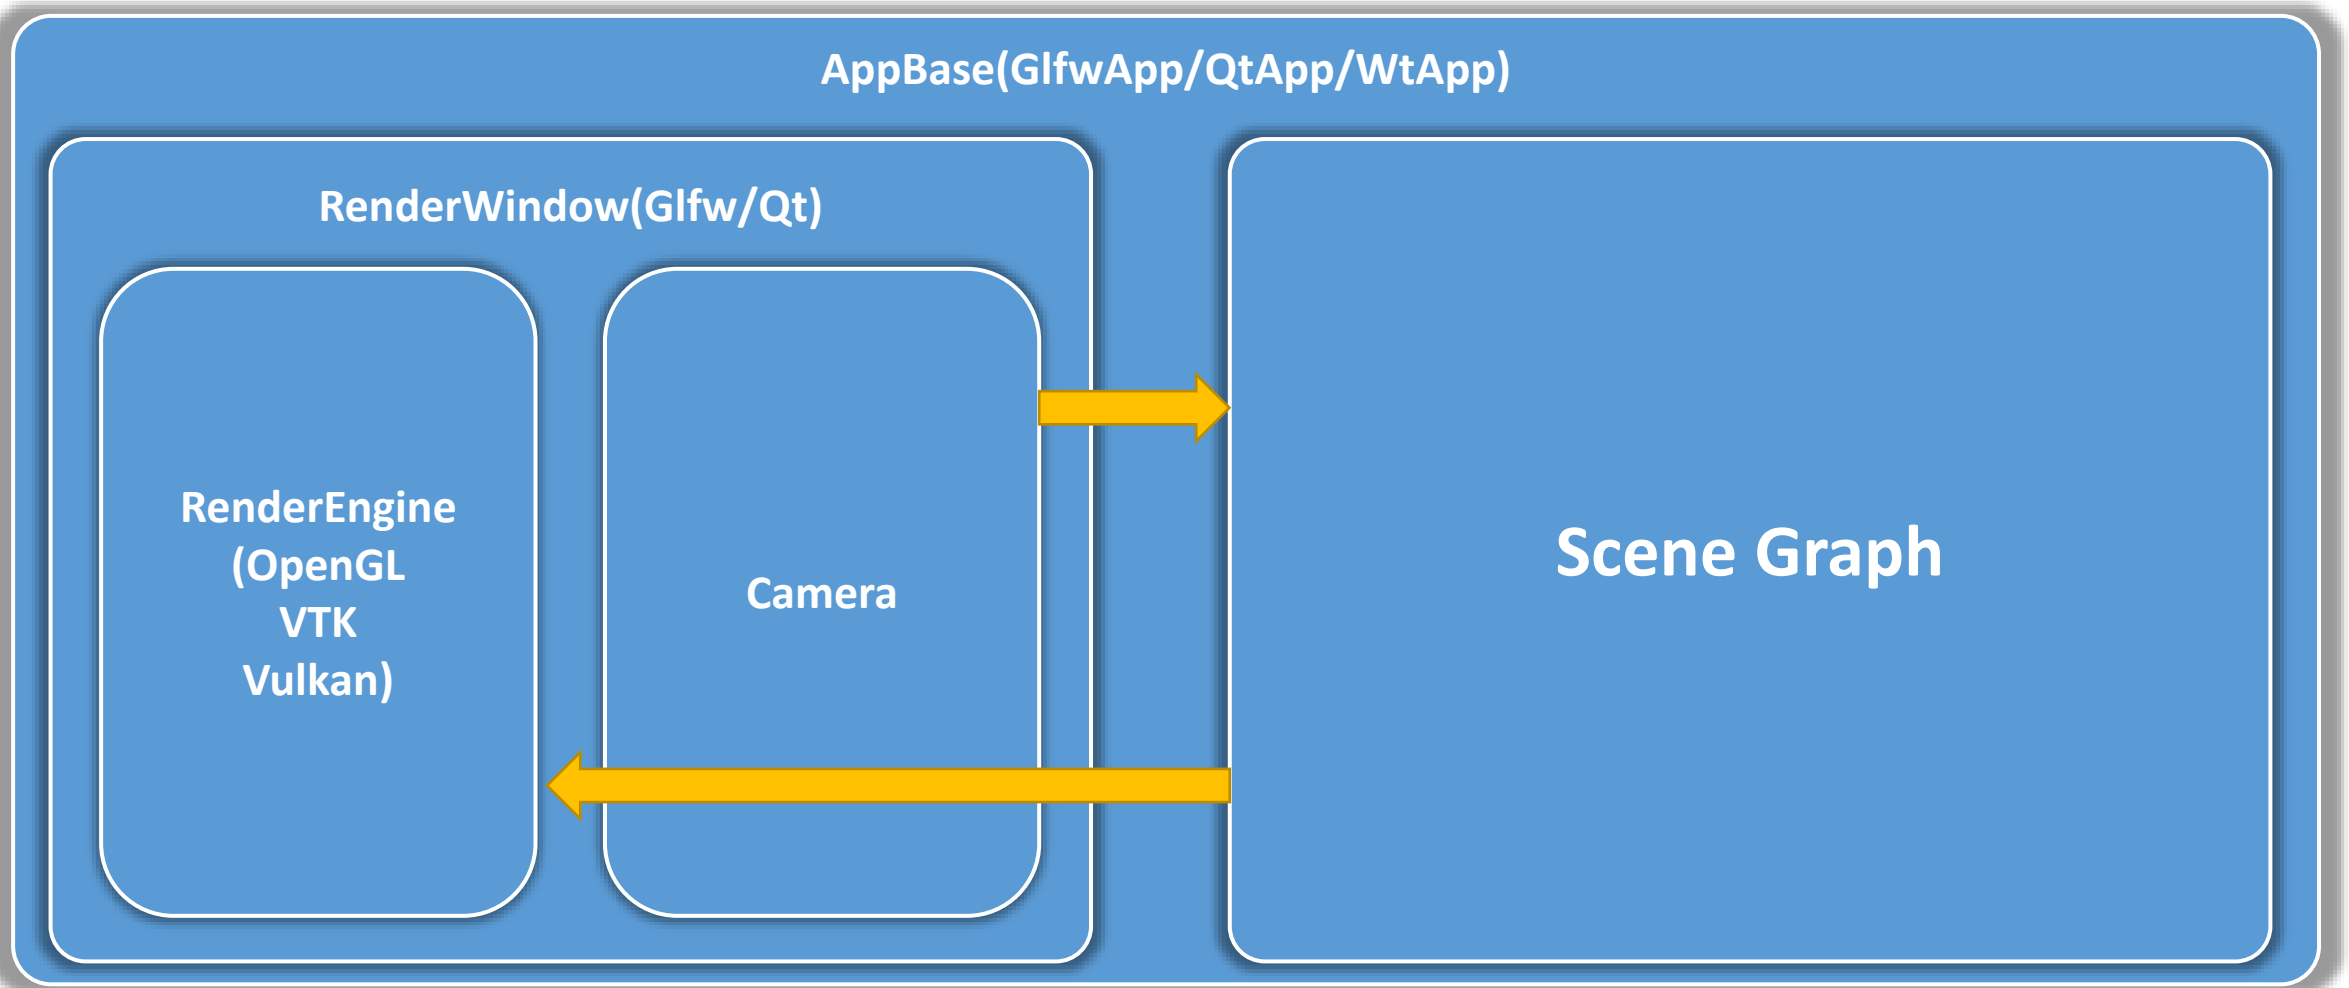 AppBase(GlfwApp/QtApp/WtApp)
RenderWindow(Glfw/Qt)
RenderEngine
(OpenGL
VTK
Vulkan)
Camera
Scene Graph